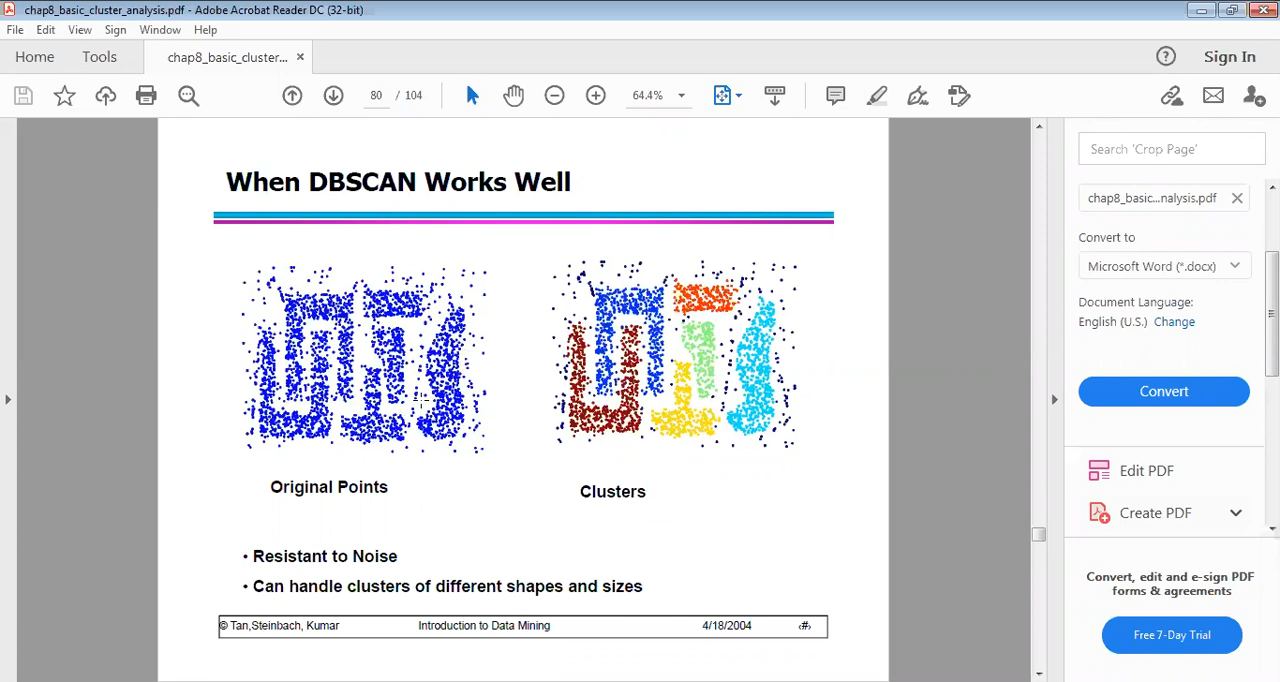 chap8_basic_cluster_analysis.pdf - Adobe Acrobat Reader DC (32-bit)
File Edit View Sign Window Help
Home Tools chap8_basic_cluster... × Sign In
80 / 104 64.4%
When DBSCAN Works Well
Original Points
Clusters
• Resistant to Noise
• Can handle clusters of different shapes and sizes
© Tan,Steinbach, Kumar Introduction to Data Mining 4/18/2004 ‹#›
Search 'Crop Page'
chap8_basic...nalysis.pdf
Convert to
Microsoft Word (*.docx)
Document Language:
English (U.S.) Change
Convert
Edit PDF
Create PDF
Convert, edit and e-sign PDF
forms & agreements
Free 7-Day Trial